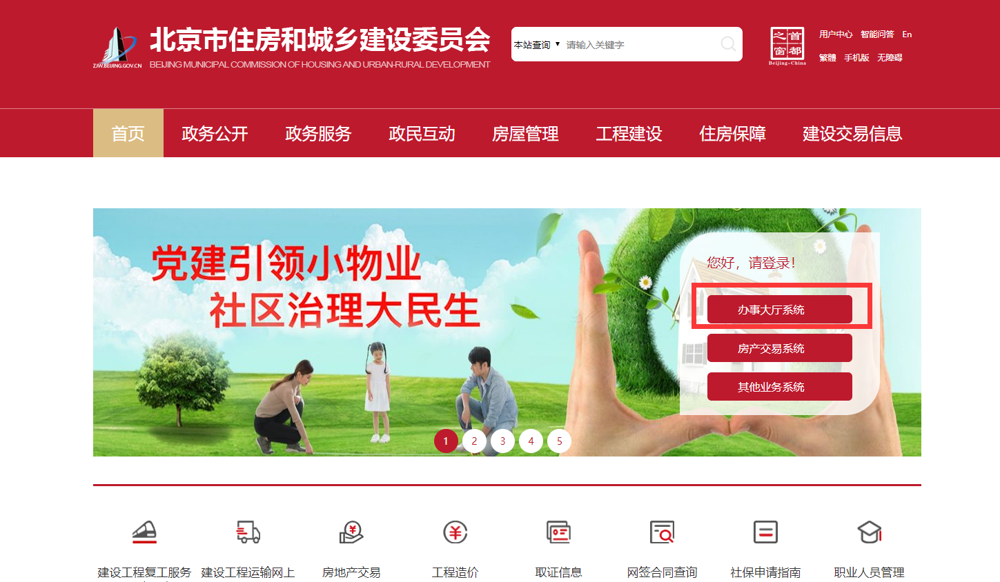 北京市住房和城乡建设委员会
ZJW.BEIJING.GOV.CN
BEIJING MUNICIPAL COMMISSION OF HOUSING AND URBAN-RURAL DEVELOPMENT
本站查询 ▼ 请输入关键字
首都之窗
Beijing-China
用户中心 智能问答 En
繁體 手机版 无障碍
首页 政务公开 政务服务 政民互动 房屋管理 工程建设 住房保障 建设交易信息
党建引领小物业
社区治理大民生
您好，请登录！
办事大厅系统
房产交易系统
其他业务系统
1 2 3 4 5
建设工程复工服务 建设工程运输网上 房地产交易 工程造价 取证信息 网签合同查询 社保申请指南 职业人员管理